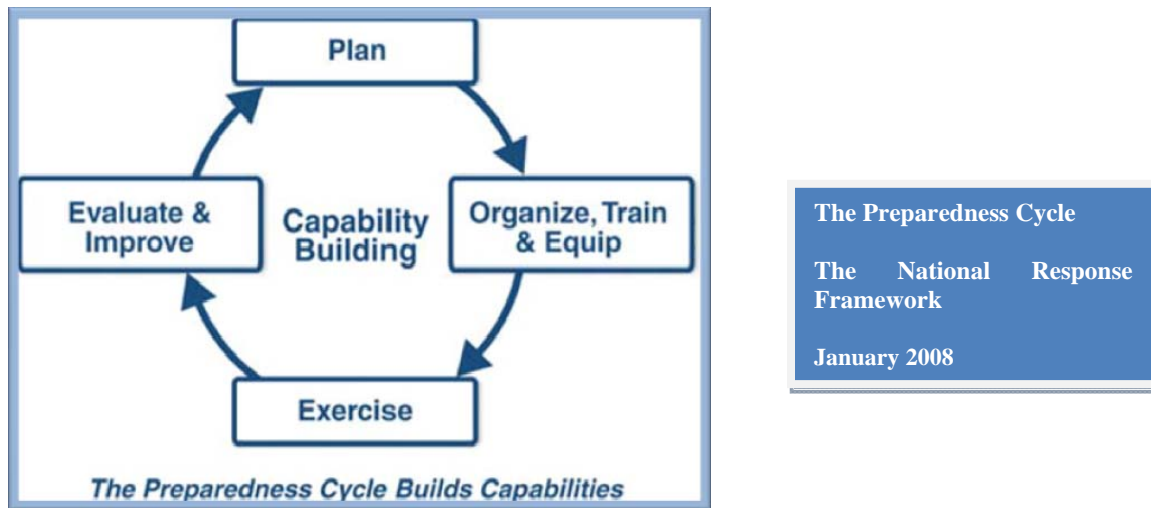 Plan
Evaluate &
Improve
Capability
Building
Organize, Train
& Equip
Exercise
The Preparedness Cycle Builds Capabilities
The Preparedness Cycle
The National Response
Framework
January 2008